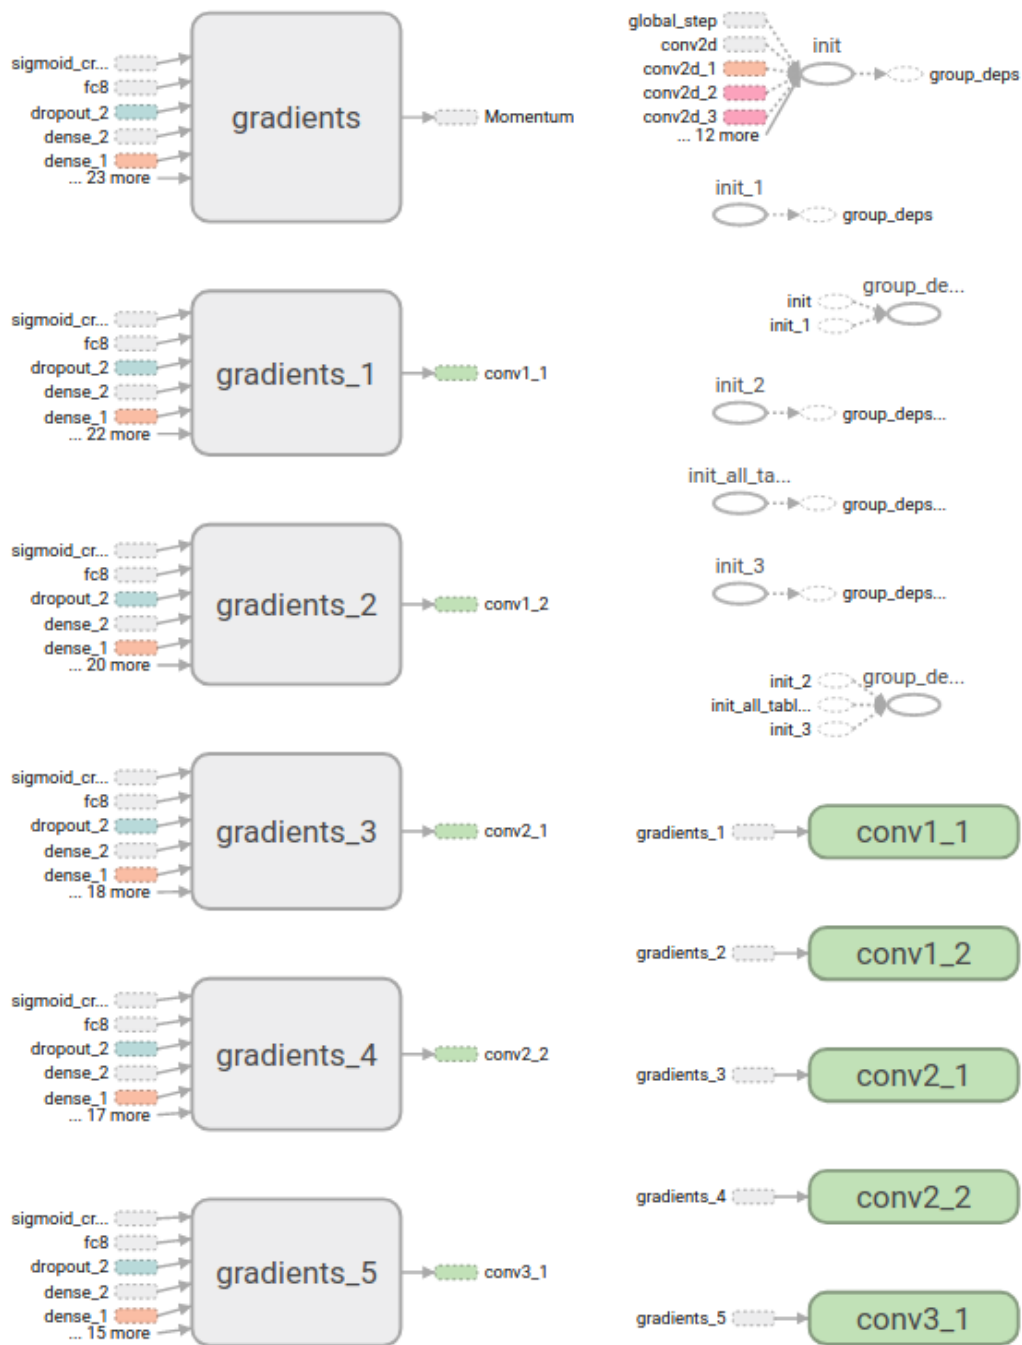 sigmoid_cr...
fc8
dropout_2
dense_2
dense_1
... 23 more
gradients
Momentum
sigmoid_cr...
fc8
dropout_2
dense_2
dense_1
... 22 more
gradients_1
conv1_1
sigmoid_cr...
fc8
dropout_2
dense_2
dense_1
... 20 more
gradients_2
conv1_2
sigmoid_cr...
fc8
dropout_2
dense_2
dense_1
... 18 more
gradients_3
conv2_1
sigmoid_cr...
fc8
dropout_2
dense_2
dense_1
... 17 more
gradients_4
conv2_2
sigmoid_cr...
fc8
dropout_2
dense_2
dense_1
... 15 more
gradients_5
conv3_1
global_step
conv2d
conv2d_1
conv2d_2
conv2d_3
... 12 more
init
group_deps
init_1
group_deps
group_de...
init
init_1
init_2
group_deps...
init_all_ta...
group_deps...
init_3
group_deps...
group_de...
init_2
init_all_tabl...
init_3
gradients_1
conv1_1
gradients_2
conv1_2
gradients_3
conv2_1
gradients_4
conv2_2
gradients_5
conv3_1